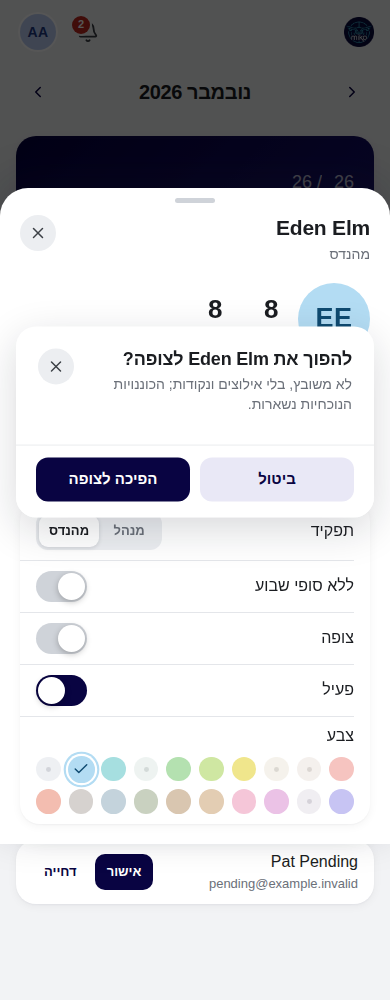 AA
2
miko
נובמבר 2026
26 / 26
Eden Elm
מהנדס
8 8
EE
להפוך את Eden Elm לצופה?
לא משובץ, בלי אילוצים ונקודות; הכוננויות
הנוכחיות נשארות.
ביטול
הפיכה לצופה
תפקיד
מנהל
מהנדס
ללא סופי שבוע
צופה
פעיל
צבע
Pat Pending
pending@example.invalid
אישור
דחייה